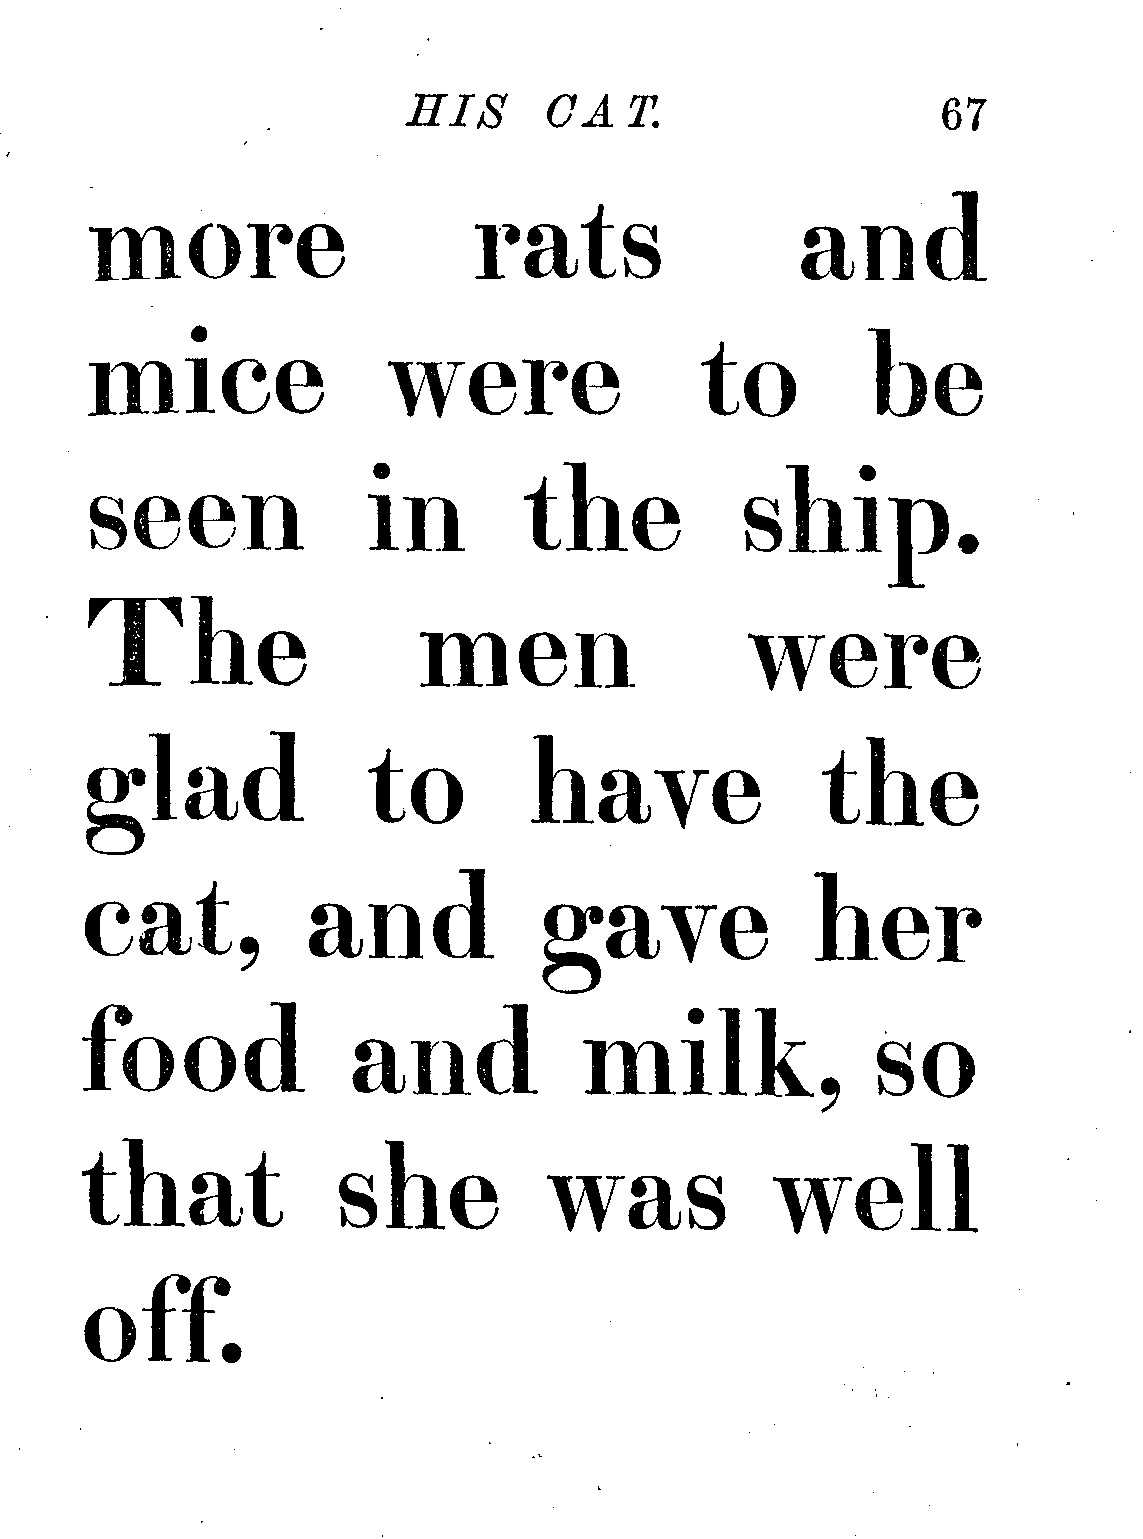 HIS CAT. 67
more rats and
mice were to be
seen in the ship.
The men were
glad to have the
cat, and gave her
food and milk, so
that she was well
off.